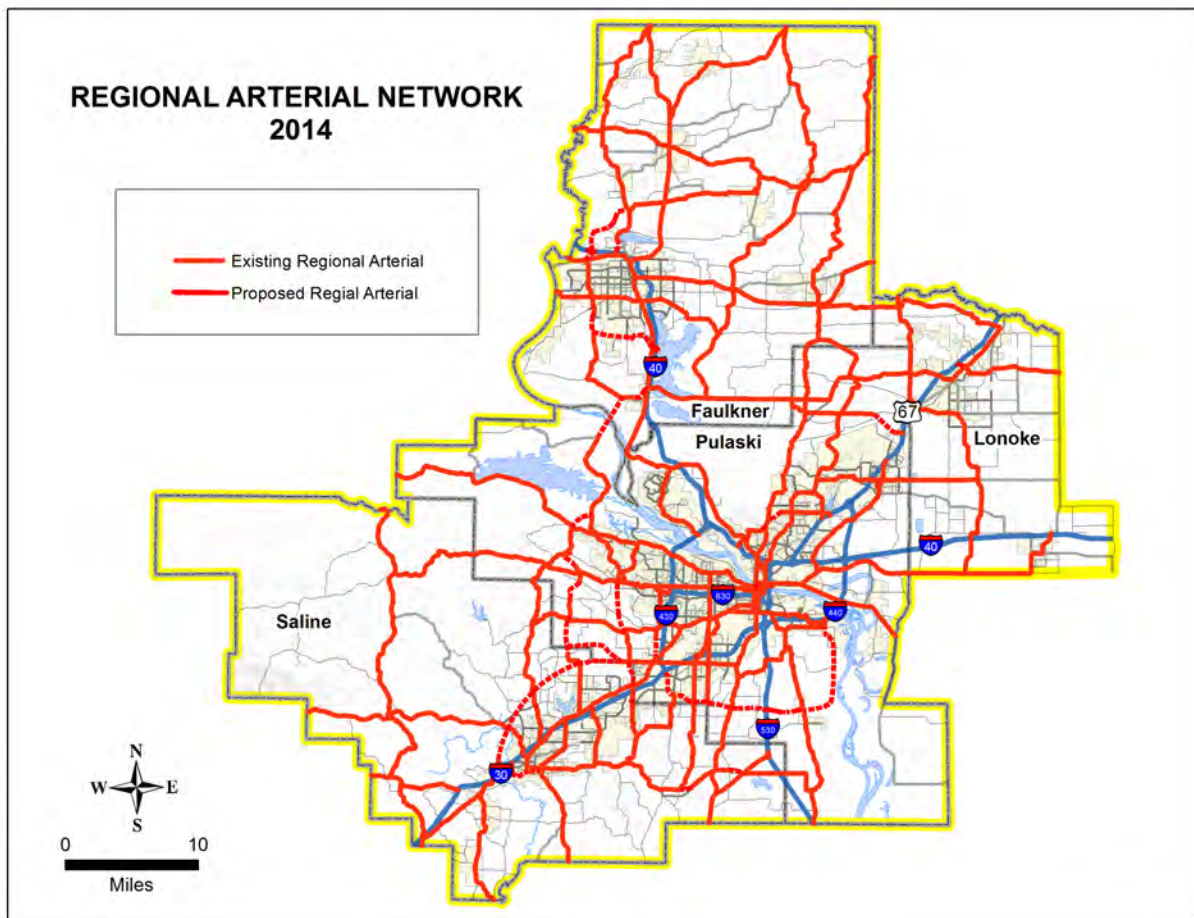 REGIONAL ARTERIAL NETWORK
2014
Existing Regional Arterial
Proposed Regial Arterial
40
Faulkner
67
Pulaski
Lonoke
40
630
430
440
Saline
530
30
N
W E
S
0 10
Miles